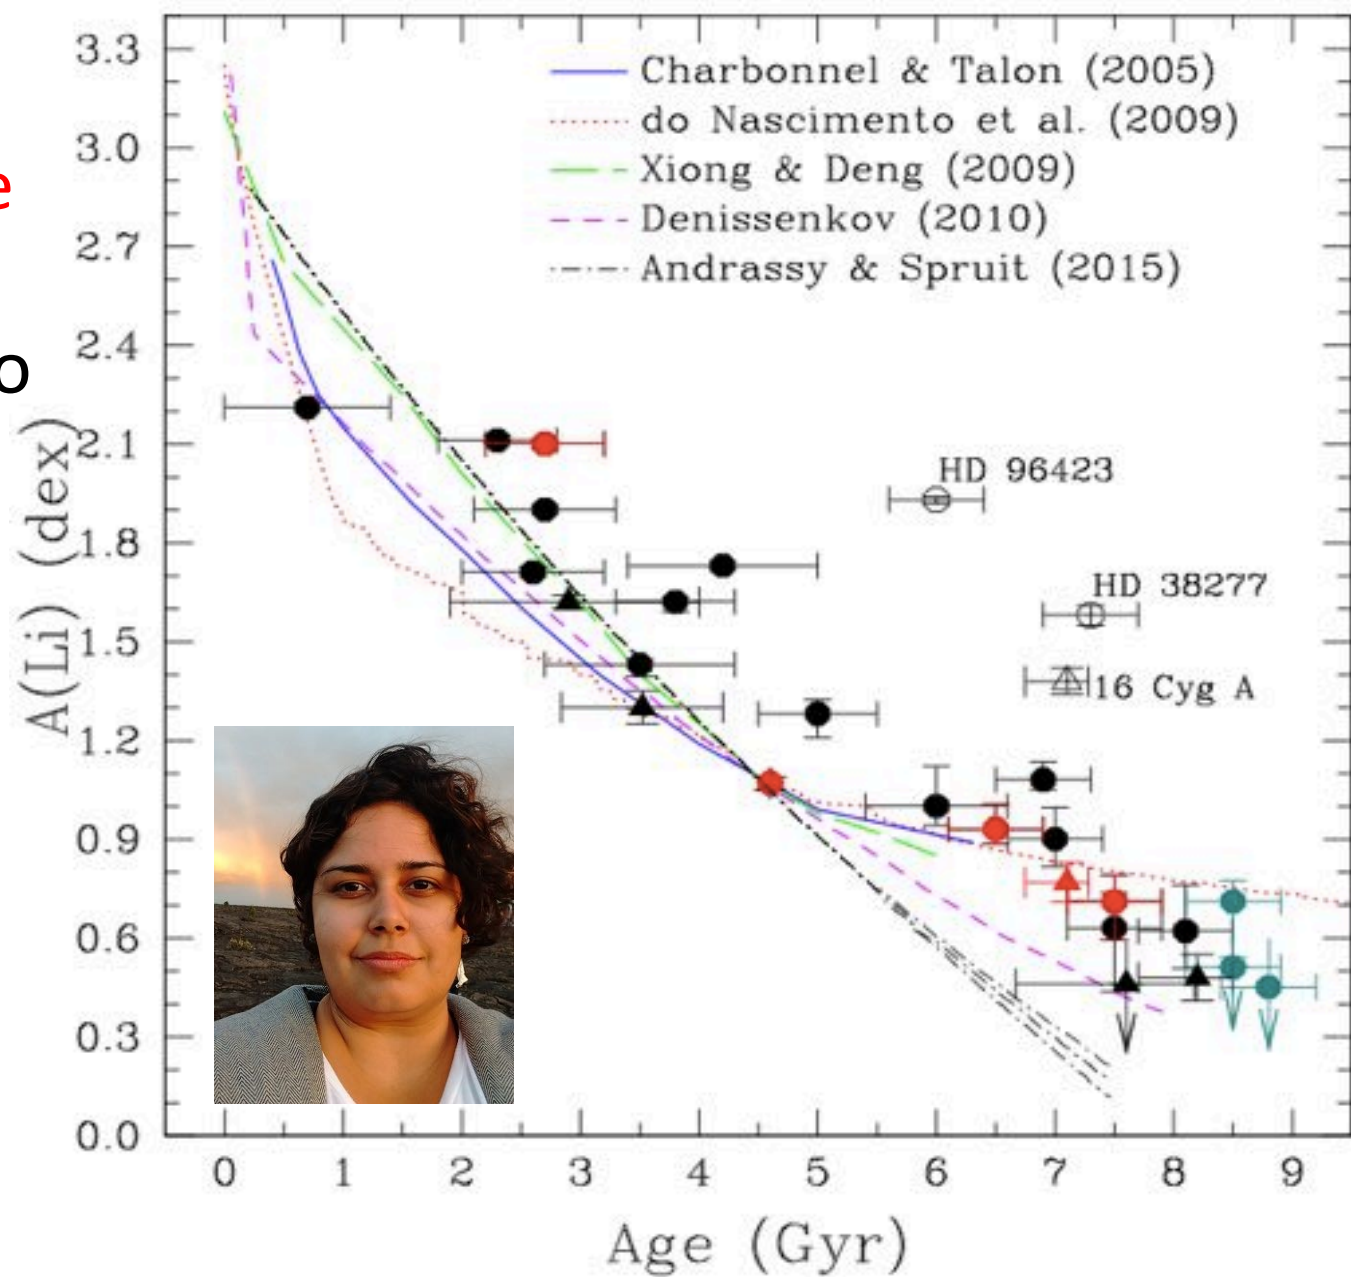 3.3
3.0
2.7
2.4
2.1
1.8
1.5
1.2
0.9
0.6
0.3
0.0
A(Li) (dex)
e
o
Charbonnel & Talon (2005)
do Nascimento et al. (2009)
Xiong & Deng (2009)
Denissenkov (2010)
Andrassy & Spruit (2015)
HD 96423
HD 38277
16 Cyg A
0 1 2 3 4 5 6 7 8 9
Age (Gyr)